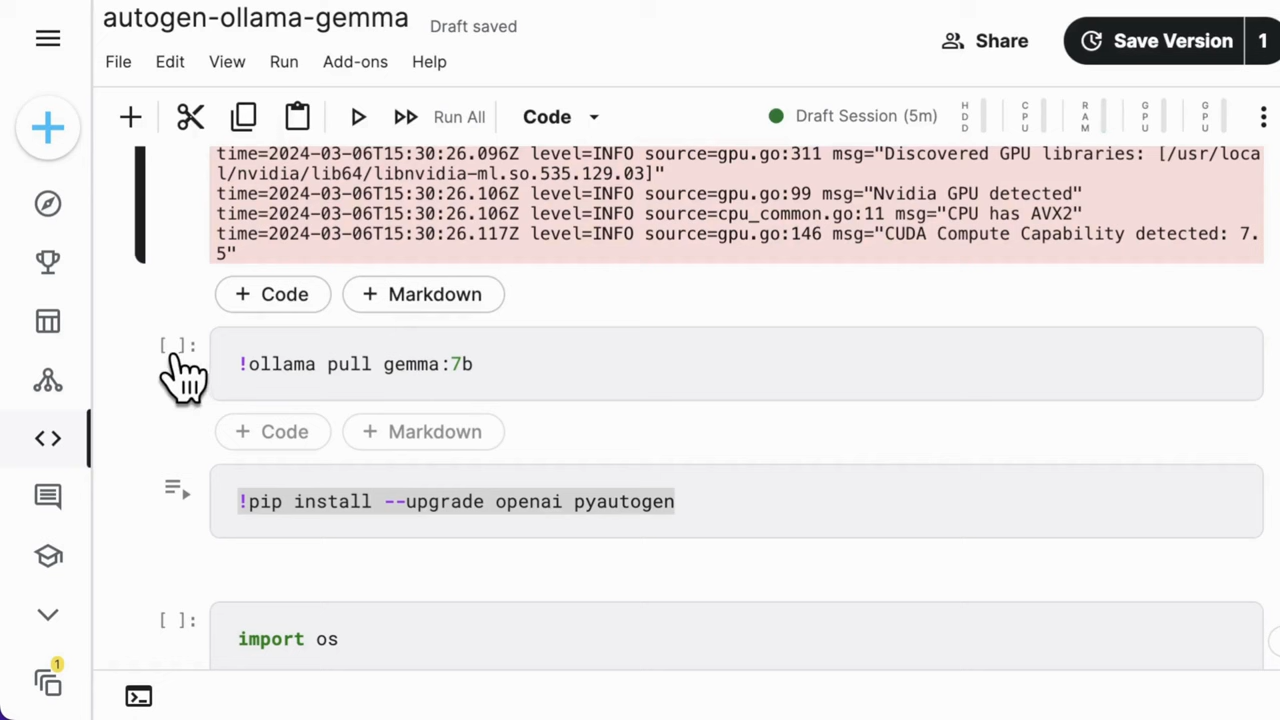 autogen-ollama-gemma
Draft saved
Share
Save Version
1
File Edit View Run Add-ons Help
Run All
Code
Draft Session (5m)
HDD
CPU
RAM
GPU
GPU
time=2024-03-06T15:30:26.096Z level=INFO source=gpu.go:311 msg="Discovered GPU libraries: [/usr/loca
l/nvidia/lib64/libnvidia-ml.so.535.129.03]"
time=2024-03-06T15:30:26.106Z level=INFO source=gpu.go:99 msg="Nvidia GPU detected"
time=2024-03-06T15:30:26.106Z level=INFO source=cpu_common.go:11 msg="CPU has AVX2"
time=2024-03-06T15:30:26.117Z level=INFO source=gpu.go:146 msg="CUDA Compute Capability detected: 7.
5"
+ Code + Markdown
[ ]:
!ollama pull gemma:7b
+ Code + Markdown
!pip install --upgrade openai pyautogen
[ ]:
import os
1